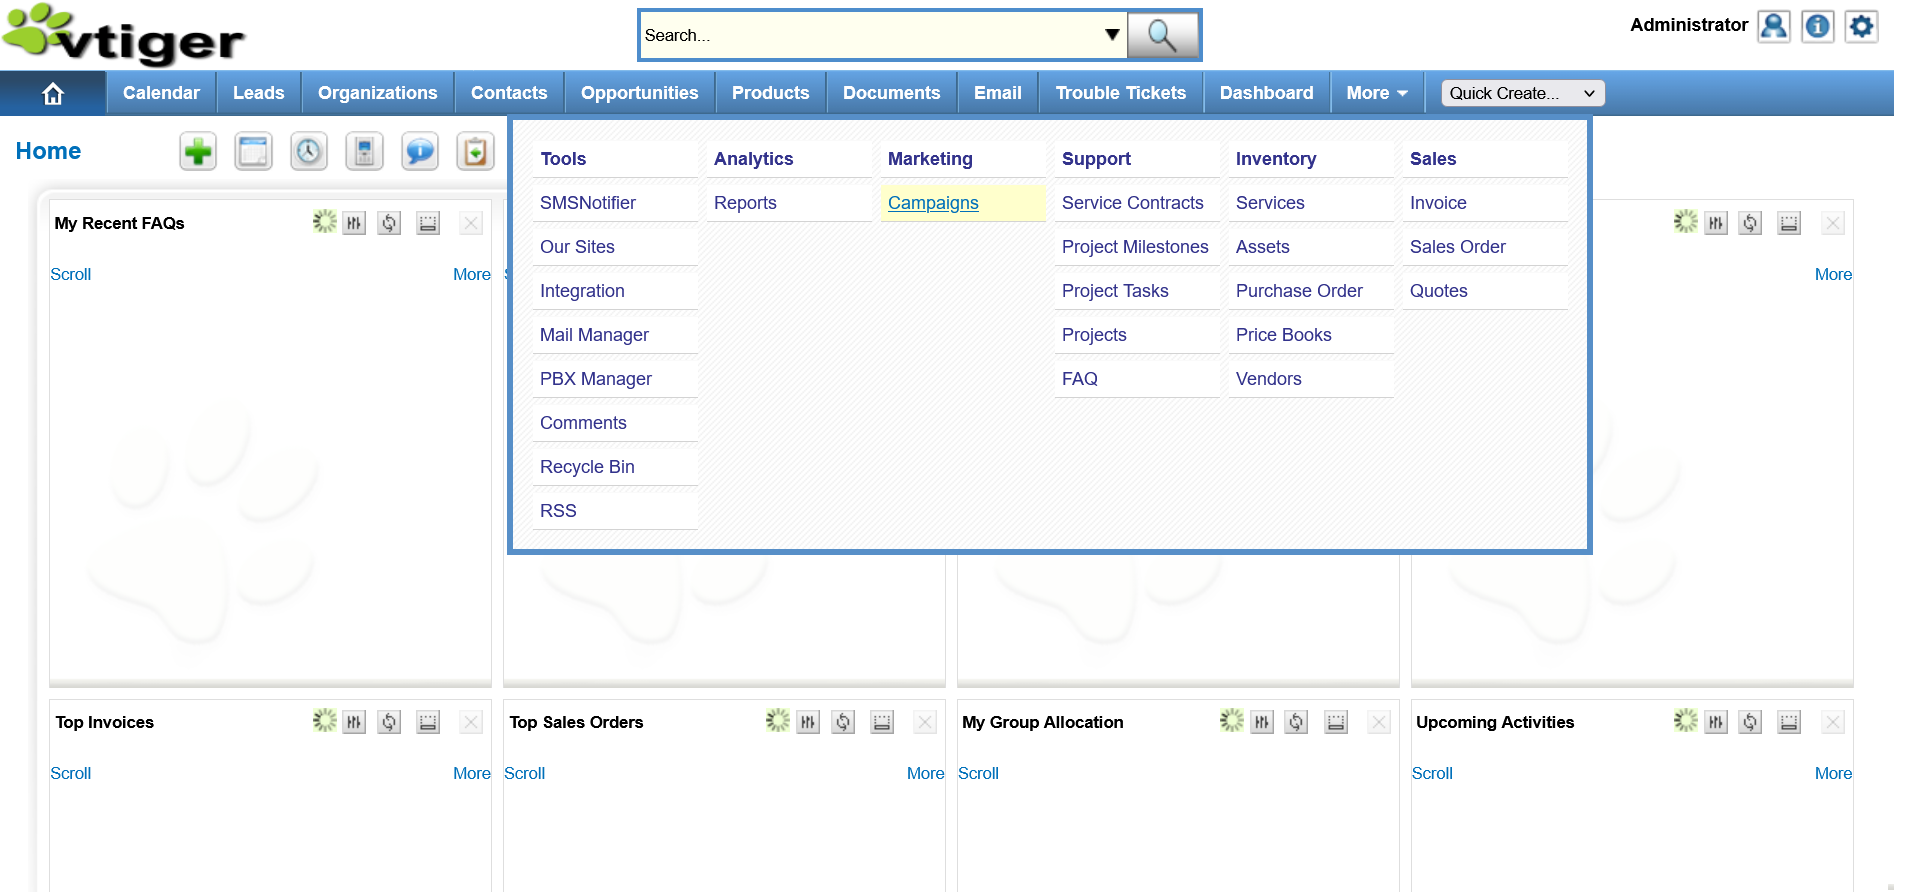 vtiger
Search...
Administrator
Calendar Leads Organizations Contacts Opportunities Products Documents Email Trouble Tickets Dashboard More Quick Create...
Home
Tools Analytics Marketing Support Inventory Sales
SMSNotifier Reports Campaigns Service Contracts Services Invoice
Our Sites Project Milestones Assets Sales Order
Integration Project Tasks Purchase Order Quotes
Mail Manager Projects Price Books
PBX Manager FAQ Vendors
Comments
Recycle Bin
RSS
My Recent FAQs
Scroll More More
Top Invoices Top Sales Orders My Group Allocation Upcoming Activities
Scroll More Scroll More Scroll Scroll More